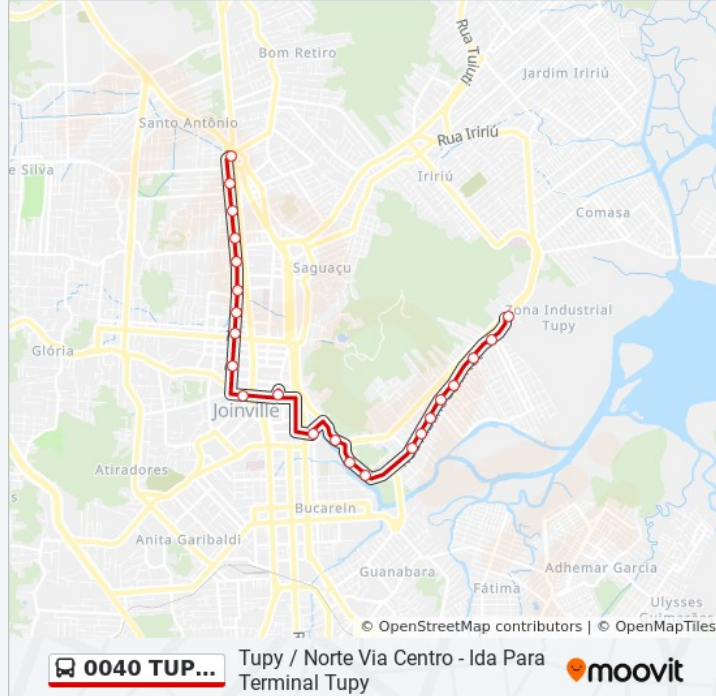 Bom Retiro
Rua Tuiuti
Jardim Iririú
Santo Antônio
Rua Iririú
e Silva
Iririú
Comasa
Saguaçu
Zona Industrial
Tupy
Glória
Joinville
Atiradores
Bucarein
Anita Garibaldi
Guanabara
Fátima
Adhemar Garcia
Ulysses
Guimarães
© OpenStreetMap contributors | © OpenMapTiles
0040 TUP...
Tupy / Norte Via Centro - Ida Para
Terminal Tupy
moovit